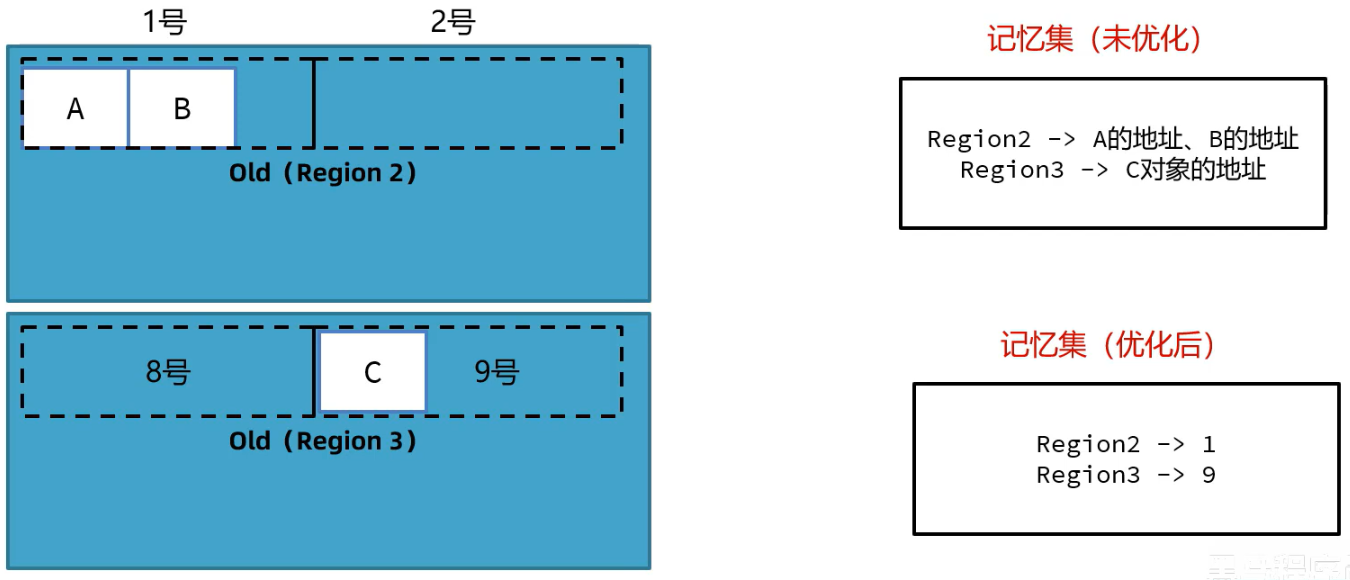 1号
2号
A
B
Old（Region 2）
8号
C
9号
Old（Region 3）
记忆集（未优化）
Region2 -> A的地址、B的地址
Region3 -> C对象的地址
记忆集（优化后）
Region2 -> 1
Region3 -> 9